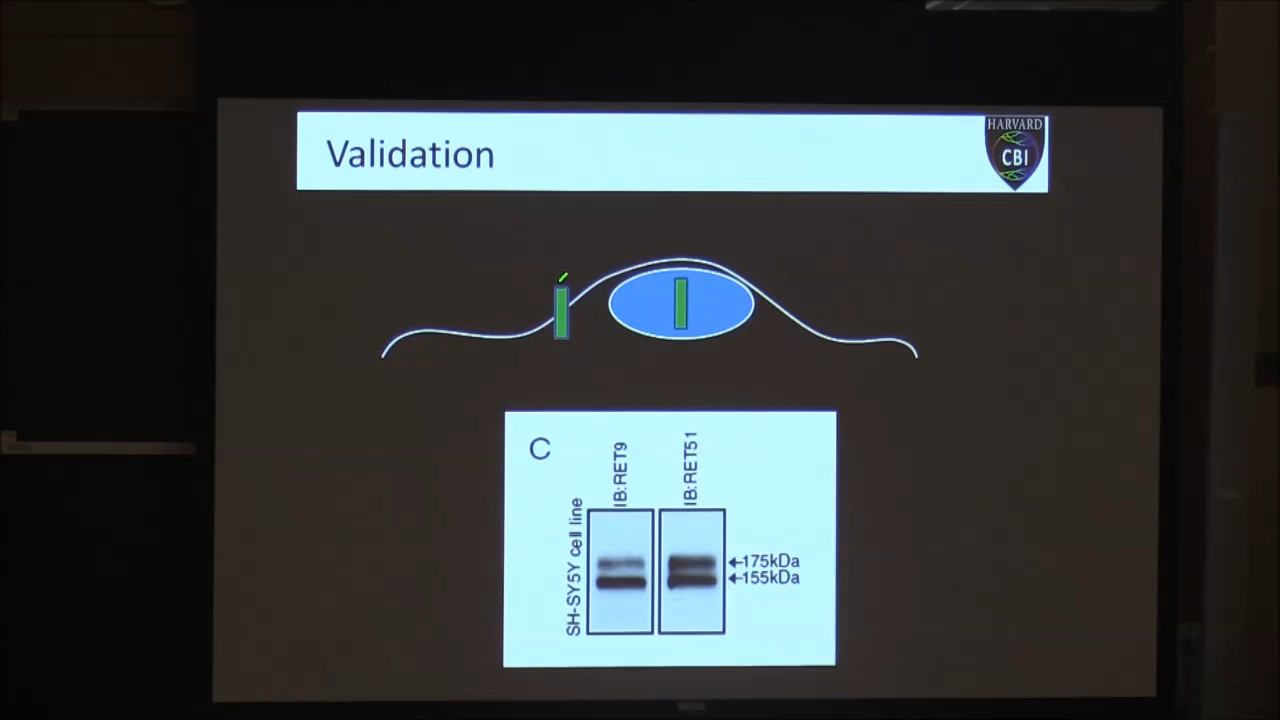 Validation
HARVARD
CBI
C
SH-SY5Y cell line
IB:RET9
IB:RET51
175kDa
155kDa